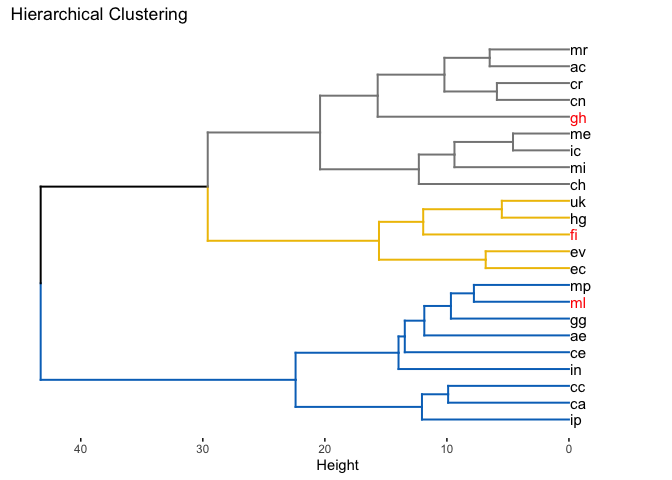 Hierarchical Clustering
mr
ac
cr
cn
gh
me
ic
mi
ch
uk
hg
fi
ev
ec
mp
ml
gg
ae
ce
in
cc
ca
ip
40 30 20 10 0
Height